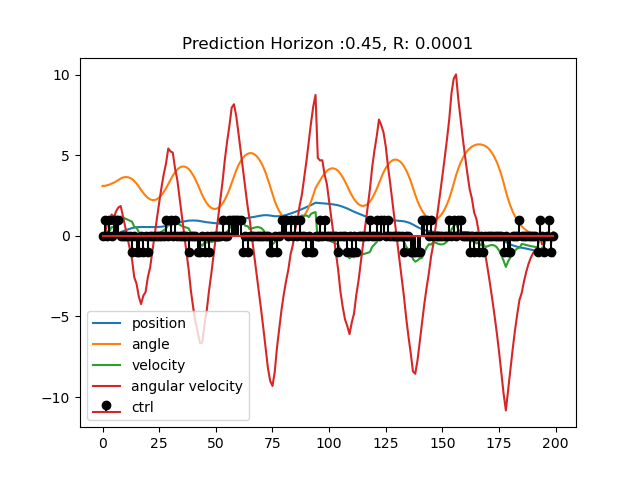 Prediction Horizon :0.45, R: 0.0001
10
5
0
−5
−10
position
angle
velocity
angular velocity
ctrl
0 25 50 75 100 125 150 175 200